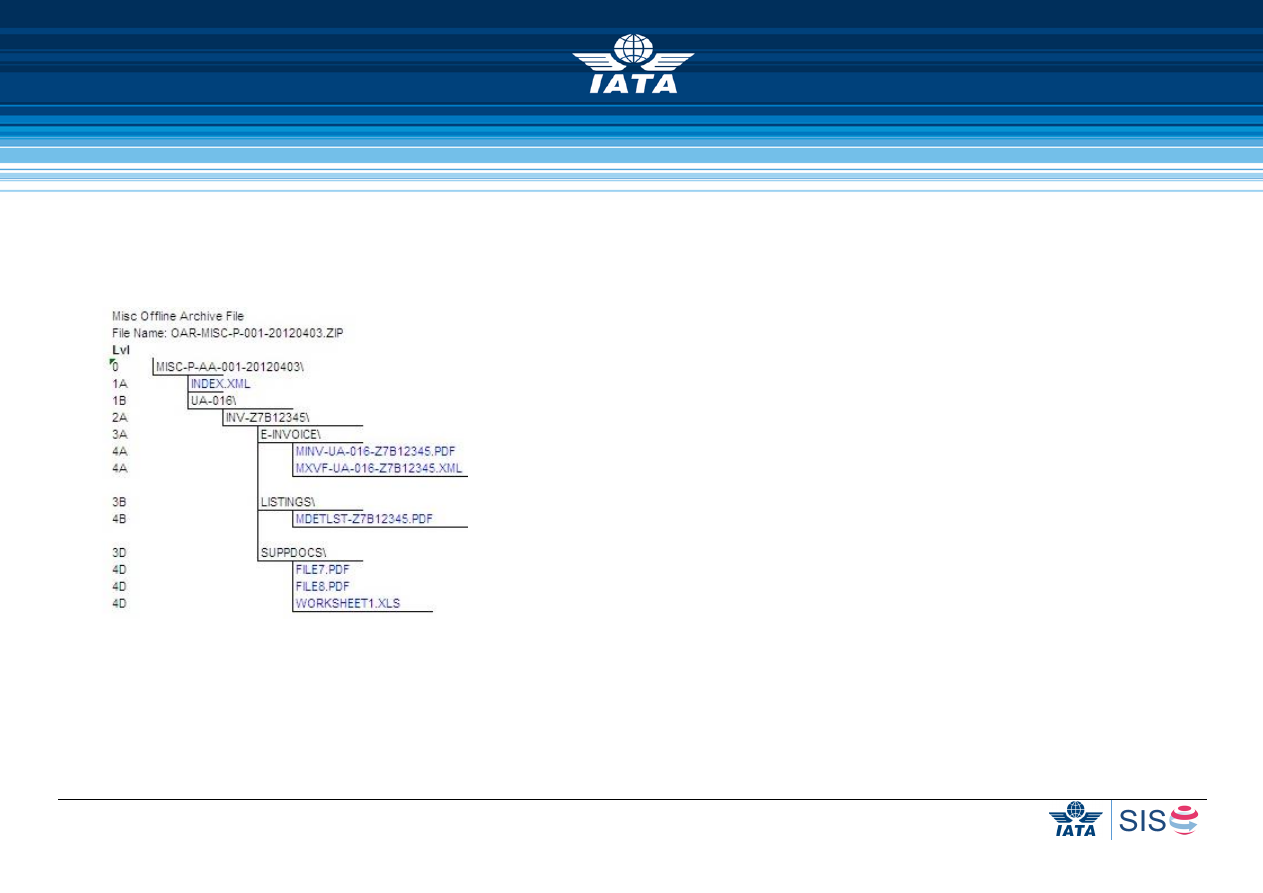 IATA
Misc Offline Archive File
File Name: OAR-MISC-P-001-20120403.ZIP
Lvl
0 MISC-P-AA-001-20120403\
1A INDEX.XML
1B UA-016\
2A INV-Z7B12345\
3A E-INVOICE\
4A MINV-UA-016-Z7B12345.PDF
4A MXVF-UA-016-Z7B12345.XML
3B LISTINGS\
4B MDETLST-Z7B12345.PDF
3D SUPPDOCS\
4D FILE7.PDF
4D FILE8.PDF
4D WORKSHEET1.XLS
IATA SIS